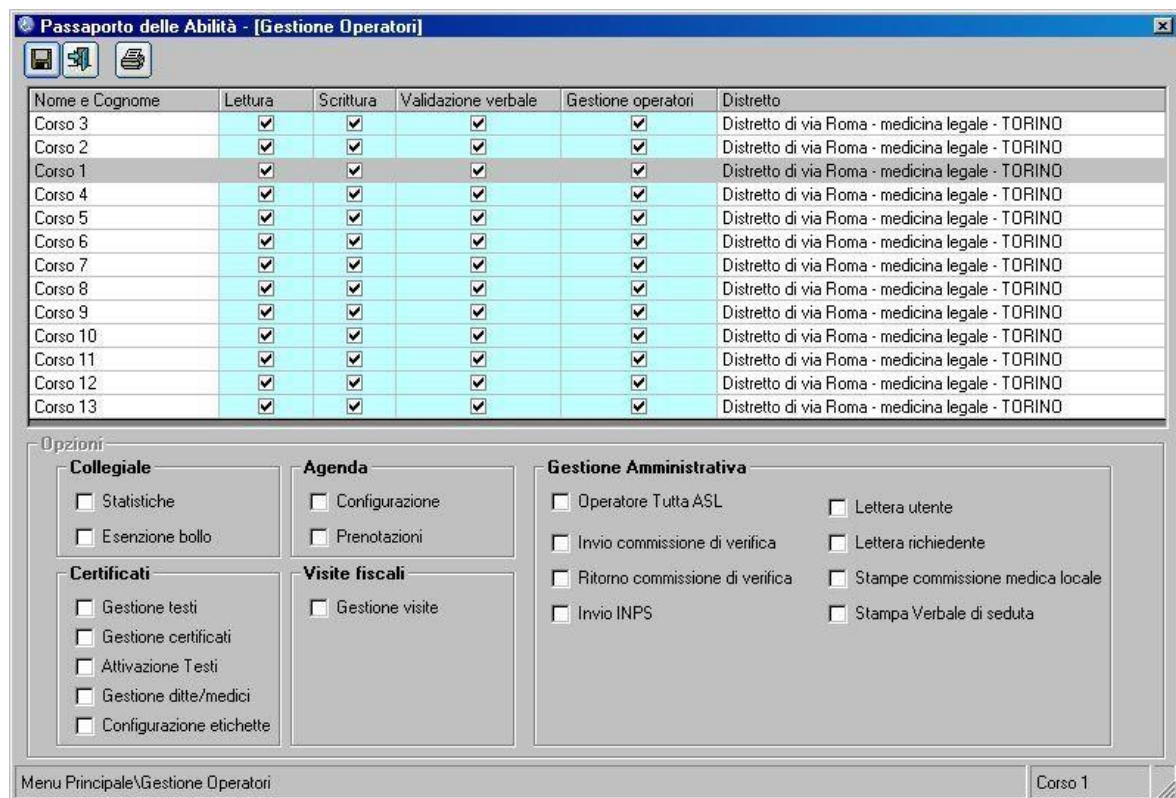 Passaporto delle Abilità - [Gestione Operatori]
Nome e Cognome Lettura Scrittura Validazione verbale Gestione operatori Distretto
Corso 3 Distretto di via Roma - medicina legale - TORINO
Corso 2 Distretto di via Roma - medicina legale - TORINO
Corso 1 Distretto di via Roma - medicina legale - TORINO
Corso 4 Distretto di via Roma - medicina legale - TORINO
Corso 5 Distretto di via Roma - medicina legale - TORINO
Corso 6 Distretto di via Roma - medicina legale - TORINO
Corso 7 Distretto di via Roma - medicina legale - TORINO
Corso 8 Distretto di via Roma - medicina legale - TORINO
Corso 9 Distretto di via Roma - medicina legale - TORINO
Corso 10 Distretto di via Roma - medicina legale - TORINO
Corso 11 Distretto di via Roma - medicina legale - TORINO
Corso 12 Distretto di via Roma - medicina legale - TORINO
Corso 13 Distretto di via Roma - medicina legale - TORINO
Opzioni
Collegiale
Statistiche
Esenzione bollo
Agenda
Configurazione
Prenotazioni
Certificati
Gestione testi
Gestione certificati
Attivazione Testi
Gestione ditte/medici
Configurazione etichette
Visite fiscali
Gestione visite
Gestione Amministrativa
Operatore Tutta ASL
Invio commissione di verifica
Ritorno commissione di verifica
Invio INPS
Lettera utente
Lettera richiedente
Stampe commissione medica locale
Stampa Verbale di seduta
Menu Principale\Gestione Operatori Corso 1